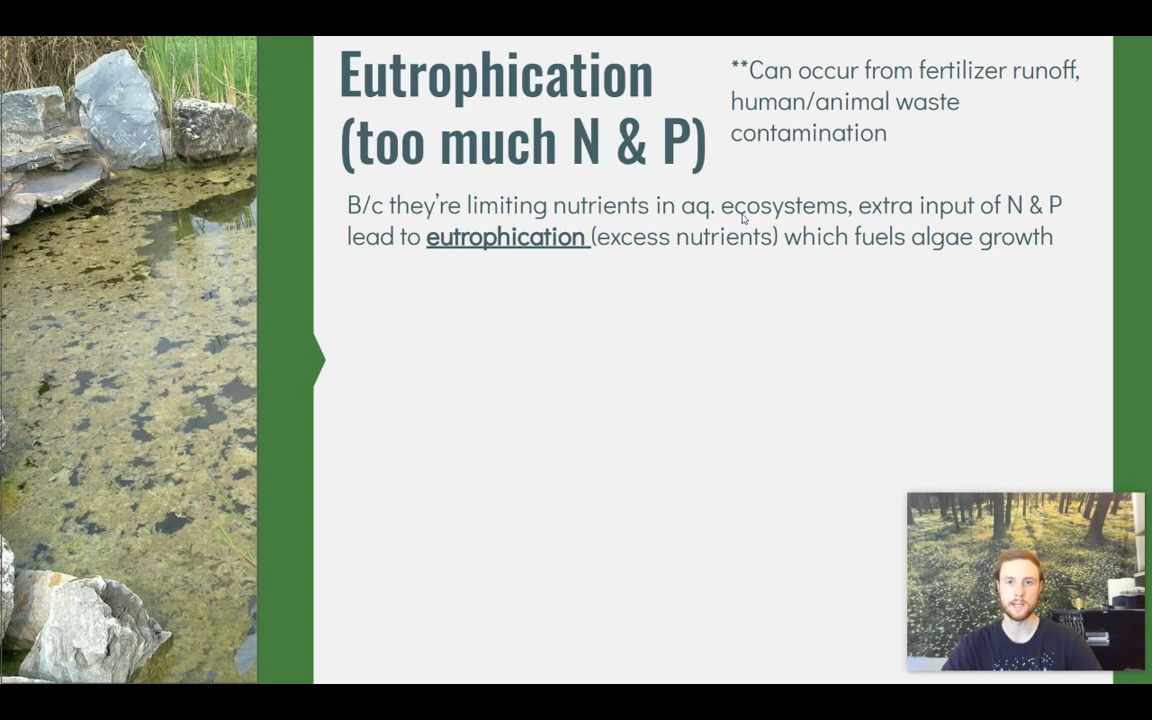 Eutrophication
(too much N & P)
**Can occur from fertilizer runoff,
human/animal waste
contamination
B/c they're limiting nutrients in aq. ecosystems, extra input of N & P
lead to eutrophication (excess nutrients) which fuels algae growth